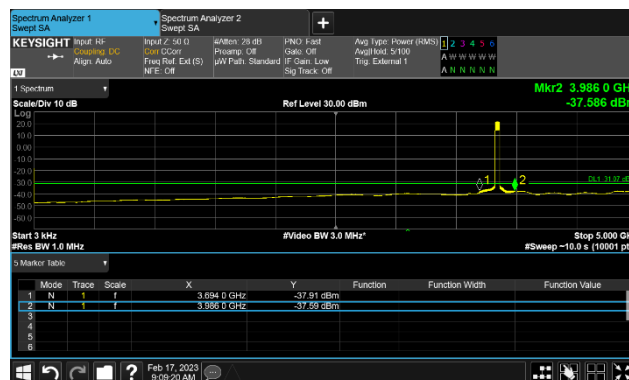 Spectrum Analyzer 1
Swept SA
Spectrum Analyzer 2
Swept SA
+
KEYSIGHT
Input: RF
Coupling: DC
Align: Auto
Input Z: 50 Ω
Corr CCorr
Freq Ref: Ext (S)
NFE: Off
#Atten: 28 dB
Preamp: Off
µW Path: Standard
PNO: Fast
Gate: Off
IF Gain: Low
Sig Track: Off
Avg Type: Power (RMS)
Avg|Hold: 5/100
Trig: External 1
1 2 3 4 5 6
A W W W W W
A N N N N N
LXI
1 Spectrum
Scale/Div 10 dB
Ref Level 30.00 dBm
Mkr2 3.986 0 GH
-37.586 dB
Log
20.0
10.0
0.00
-10.0
-20.0
-30.0
-40.0
-50.0
-60.0
1
2
DL1
Start 3 kHz
#Res BW 1.0 MHz
#Video BW 3.0 MHz*
Stop 5.000 G
#Sweep ~10.0 s (10001 pt
5 Marker Table
Mode Trace Scale X Y Function Function Width Function Value
1 N 1 f 3.694 0 GHz -37.91 dBm
2 N 1 f 3.986 0 GHz -37.59 dBm
3
4
5
6
?
Feb 17, 2023
9:09:20 AM